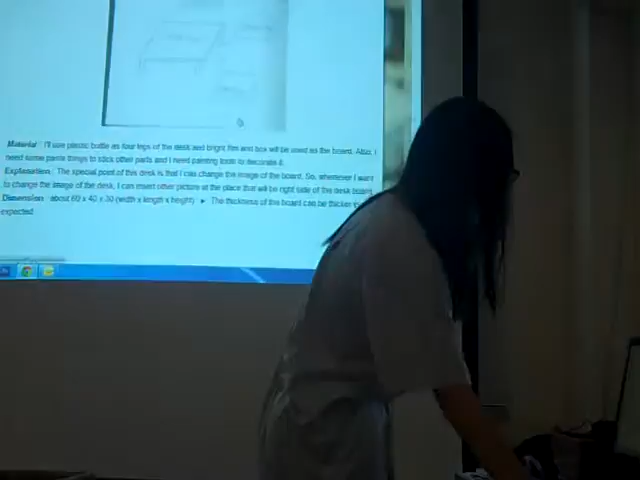 Material : I'll use plastic bottle as four legs of the desk and bright film and box will be used as the board. Also, I
need some paste things to stick other parts and I need painting tools to decorate it.
Explanation : The special point of this desk is that I can change the image of the board. So, whenever I want
to change the image of the desk, I can insert other picture at the place that will be right side of the desk board.
Dimension : about 60 x 40 x 30 (width x length x height) ► The thickness of the board can be thicker
expected